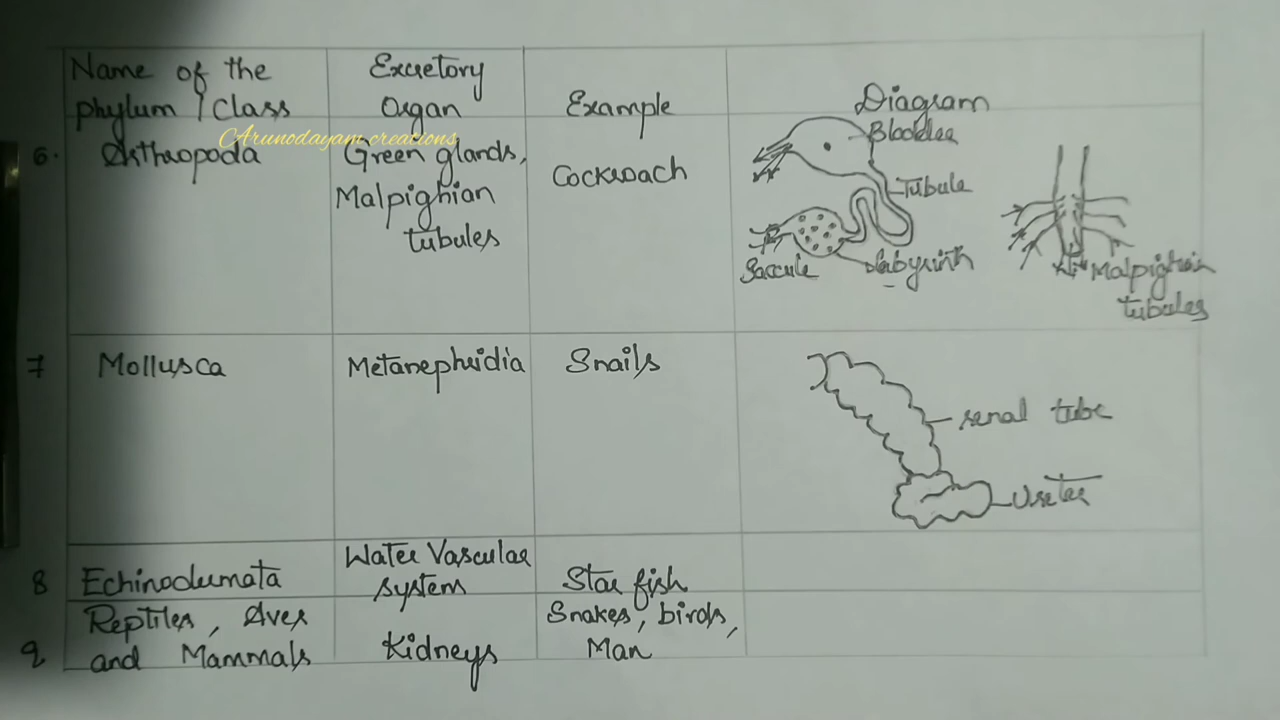 Name of the phylum / Class
Excretory Organ
Example
Diagram
Arunodayam creations
6.
Arthropoda
Green glands,
Malpighian
tubules
Cockroach
Bladder
Tubule
Saccule
Labyrinth
Malpighian
tubules
7
Mollusca
Metanephridia
Snails
renal tube
Ureter
8
Echinodermata
Water Vascular
system
Star fish
9
Reptiles, Aves
and Mammals
Kidneys
Snakes, birds,
Man